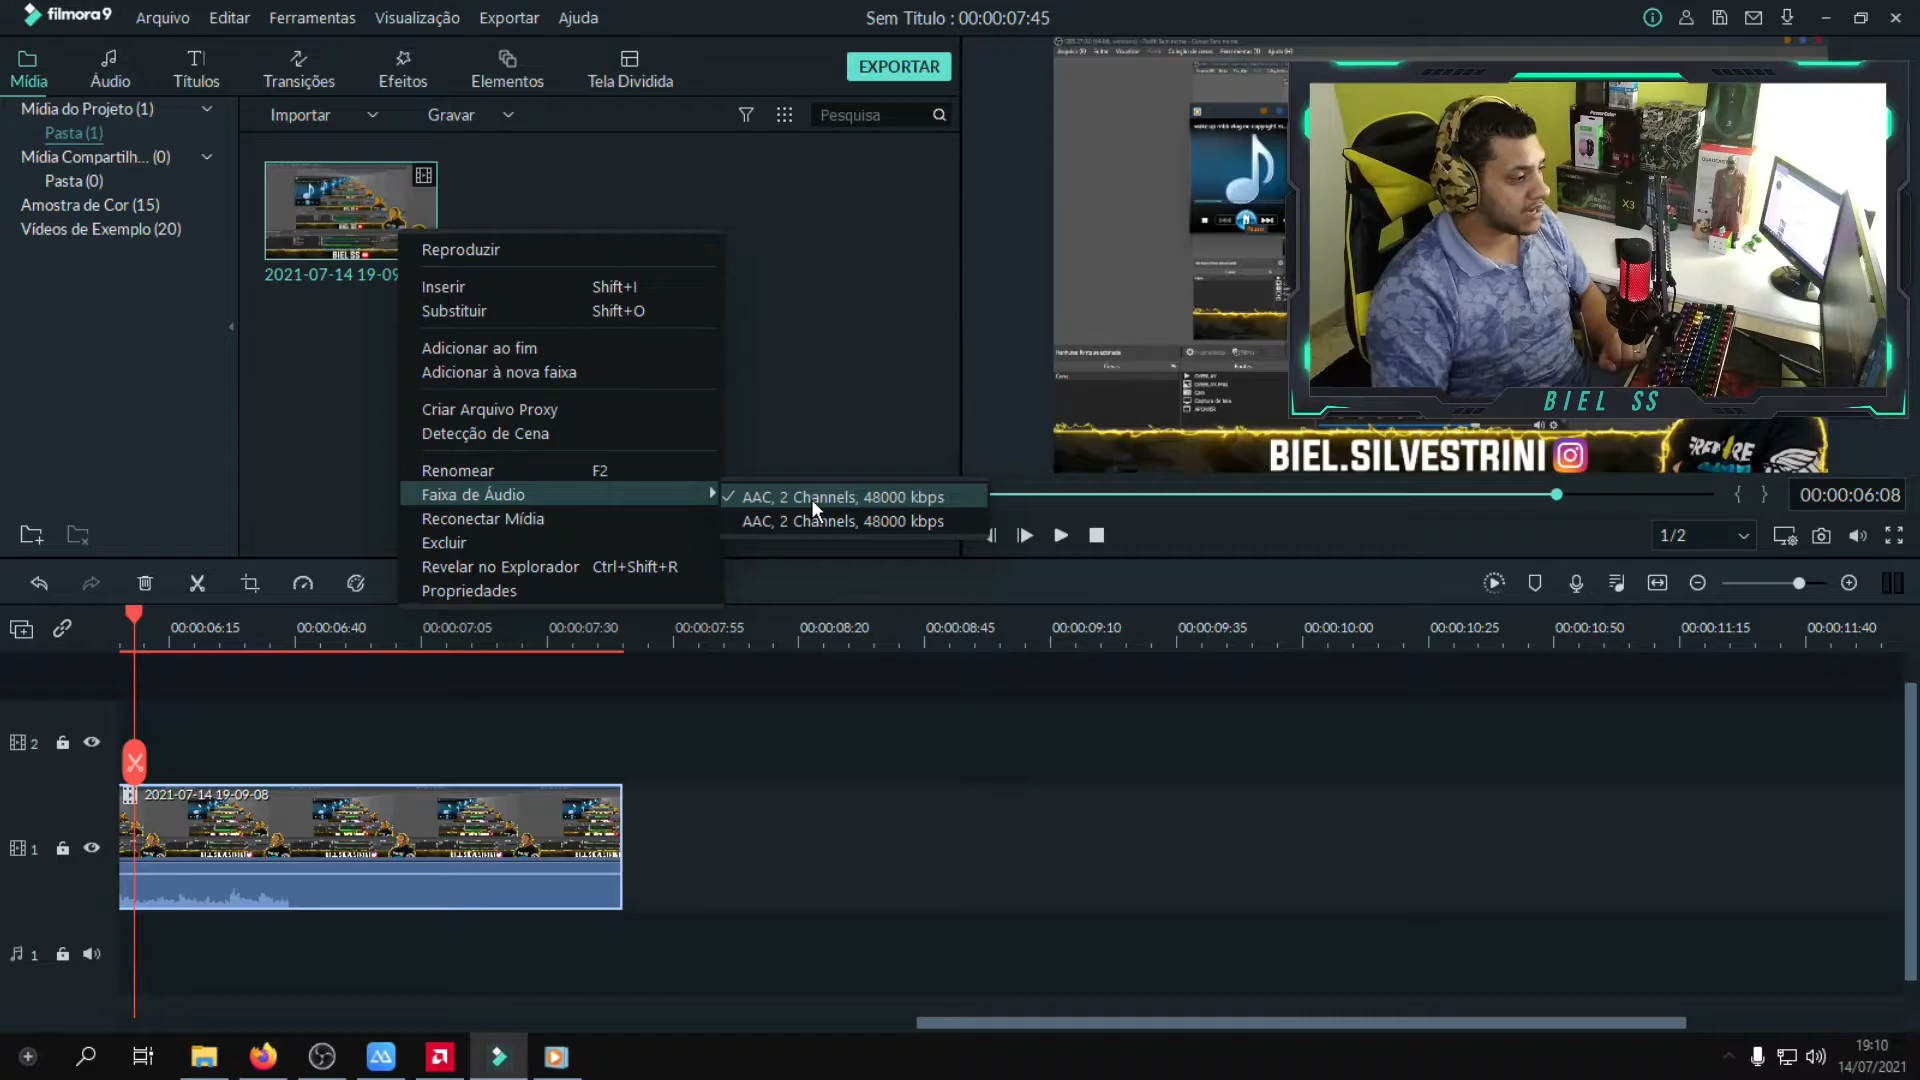 filmora9
Arquivo
Editar
Ferramentas
Visualização
Exportar
Ajuda
Sem Titulo : 00:00:07:45
Mídia
Áudio
Títulos
Transições
Efeitos
Elementos
Tela Dividida
EXPORTAR
Mídia do Projeto (1)
Pasta (1)
Mídia Compartilh... (0)
Pasta (0)
Amostra de Cor (15)
Vídeos de Exemplo (20)
Importar
Gravar
Pesquisa
2021-07-14 19-09
Reproduzir
Inserir Shift+I
Substituir Shift+O
Adicionar ao fim
Adicionar à nova faixa
Criar Arquivo Proxy
Detecção de Cena
Renomear F2
Faixa de Áudio
Reconectar Mídia
Excluir
Revelar no Explorador Ctrl+Shift+R
Propriedades
AAC, 2 Channels, 48000 kbps
AAC, 2 Channels, 48000 kbps
X3
BIEL SS
BIEL.SILVESTRINI
FREE FIRE
00:00:06:08
1/2
00:00:06:15
00:00:06:40
00:00:07:05
00:00:07:30
00:00:07:55
00:00:08:20
00:00:08:45
00:00:09:10
00:00:09:35
00:00:10:00
00:00:10:25
00:00:10:50
00:00:11:15
00:00:11:40
2
2021-07-14 19-09-08
1
1
19:10
14/07/2021